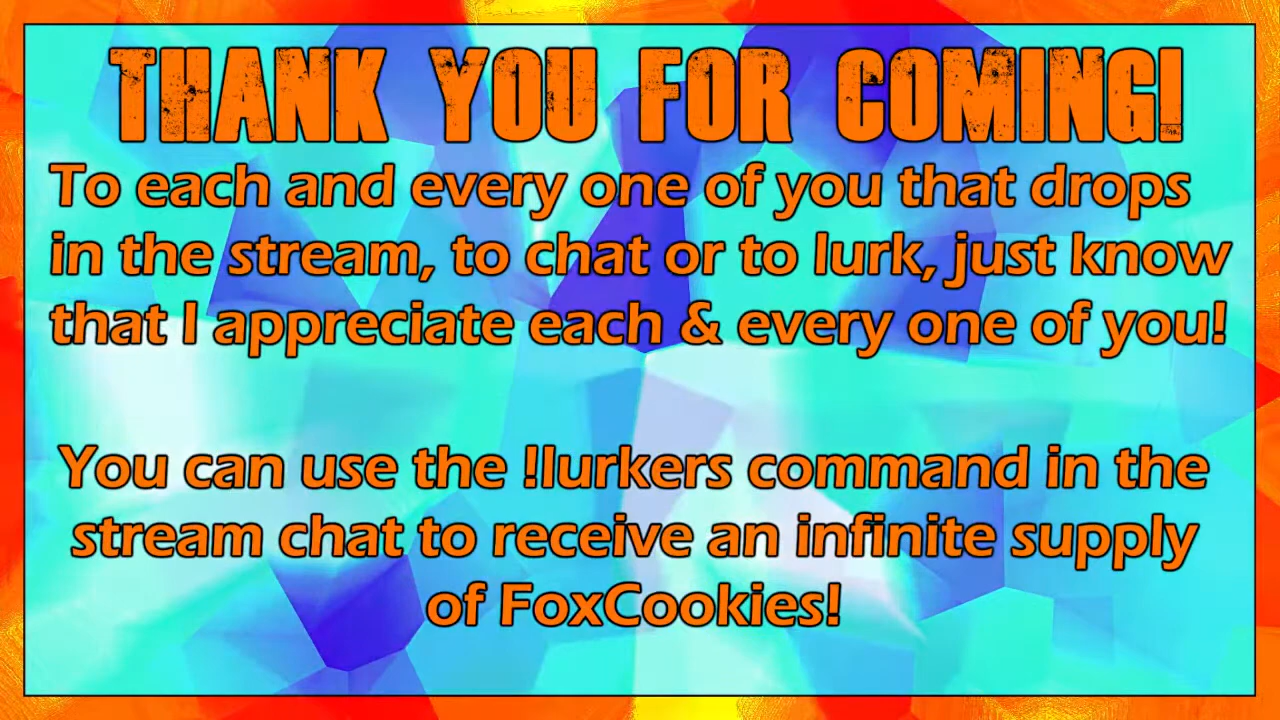 THANK YOU FOR COMING!
To each and every one of you that drops
in the stream, to chat or to lurk, just know
that I appreciate each & every one of you!
You can use the !lurkers command in the
stream chat to receive an infinite supply
of FoxCookies!